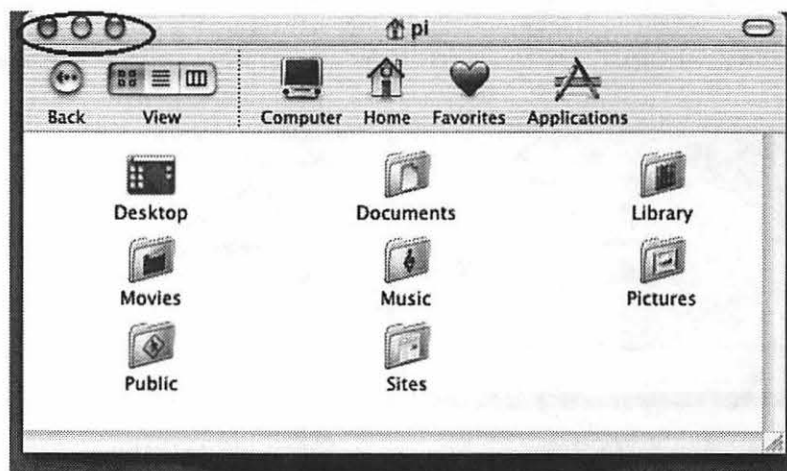 pi
Back View Computer Home Favorites Applications
Desktop Documents Library
Movies Music Pictures
Public Sites